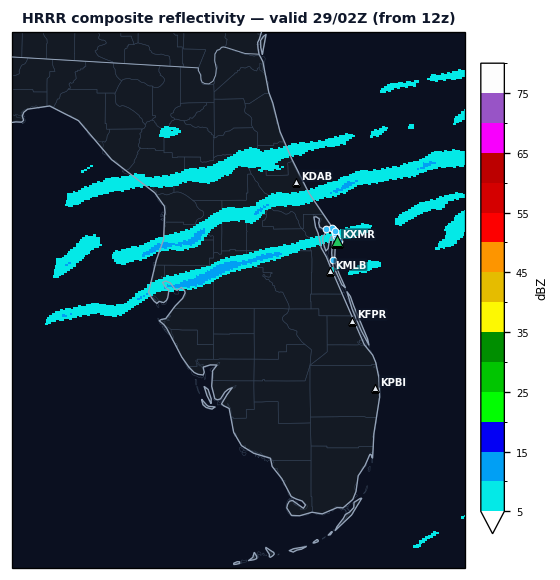 HRRR composite reflectivity — valid 29/02Z (from 12z)
75
65
55
45
35
25
15
5
dBZ
KDAB
KXMR
KMLB
KFPR
KPBI